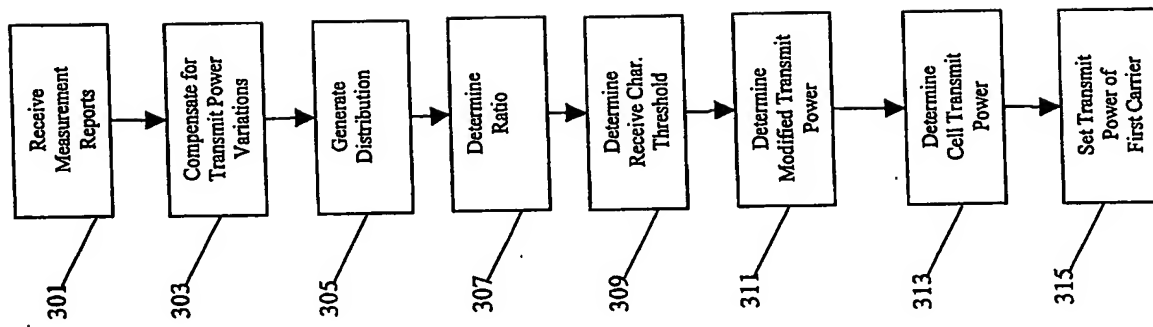 Receive
Measurement
Reports
301
Compensate for
Transmit Power
Variations
303
Generate
Distribution
305
Determine
Ratio
307
Determine
Receive Char.
Threshold
309
Determine
Modified Transmit
Power
311
Determine
Cell Transmit
Power
313
Set Transmit
Power of
First Carrier
315